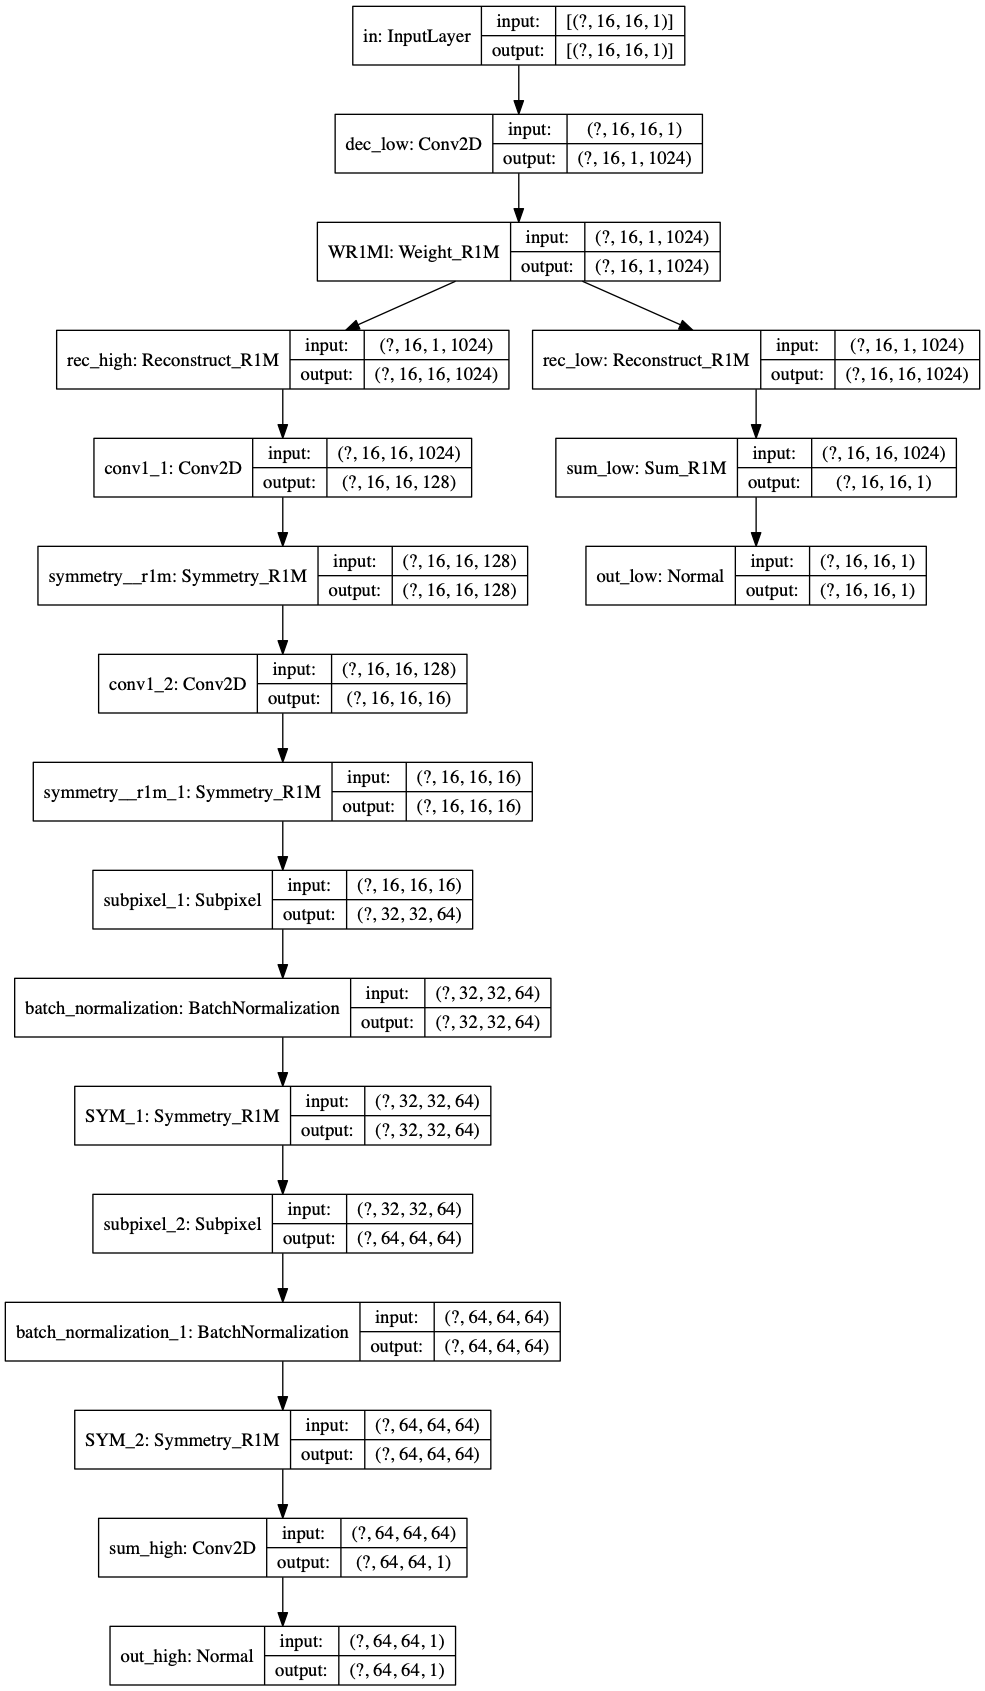 in: InputLayer
input: [(?, 16, 16, 1)]
output: [(?, 16, 16, 1)]
dec_low: Conv2D
input: (?, 16, 16, 1)
output: (?, 16, 1, 1024)
WR1Ml: Weight_R1M
input: (?, 16, 1, 1024)
output: (?, 16, 1, 1024)
rec_high: Reconstruct_R1M
input: (?, 16, 1, 1024)
output: (?, 16, 16, 1024)
rec_low: Reconstruct_R1M
input: (?, 16, 1, 1024)
output: (?, 16, 16, 1024)
conv1_1: Conv2D
input: (?, 16, 16, 1024)
output: (?, 16, 16, 128)
sum_low: Sum_R1M
input: (?, 16, 16, 1024)
output: (?, 16, 16, 1)
symmetry__r1m: Symmetry_R1M
input: (?, 16, 16, 128)
output: (?, 16, 16, 128)
out_low: Normal
input: (?, 16, 16, 1)
output: (?, 16, 16, 1)
conv1_2: Conv2D
input: (?, 16, 16, 128)
output: (?, 16, 16, 16)
symmetry__r1m_1: Symmetry_R1M
input: (?, 16, 16, 16)
output: (?, 16, 16, 16)
subpixel_1: Subpixel
input: (?, 16, 16, 16)
output: (?, 32, 32, 64)
batch_normalization: BatchNormalization
input: (?, 32, 32, 64)
output: (?, 32, 32, 64)
SYM_1: Symmetry_R1M
input: (?, 32, 32, 64)
output: (?, 32, 32, 64)
subpixel_2: Subpixel
input: (?, 32, 32, 64)
output: (?, 64, 64, 64)
batch_normalization_1: BatchNormalization
input: (?, 64, 64, 64)
output: (?, 64, 64, 64)
SYM_2: Symmetry_R1M
input: (?, 64, 64, 64)
output: (?, 64, 64, 64)
sum_high: Conv2D
input: (?, 64, 64, 64)
output: (?, 64, 64, 1)
out_high: Normal
input: (?, 64, 64, 1)
output: (?, 64, 64, 1)